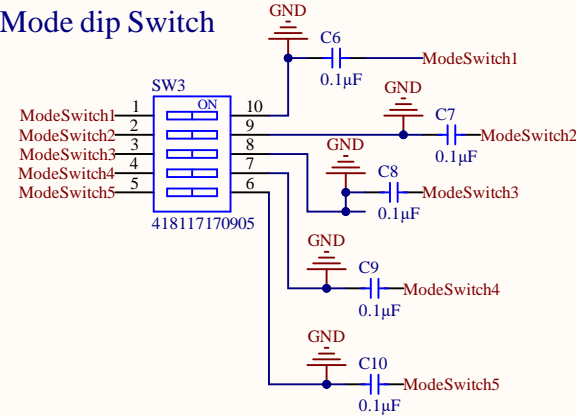 Mode dip Switch
GND
C6
0.1µF
ModeSwitch1
SW3
ON
ModeSwitch1 1 10
ModeSwitch2 2 9
ModeSwitch3 3 8
ModeSwitch4 4 7
ModeSwitch5 5 6
418117170905
GND
C7
0.1µF
ModeSwitch2
GND
C8
0.1µF
ModeSwitch3
GND
C9
0.1µF
ModeSwitch4
GND
C10
0.1µF
ModeSwitch5